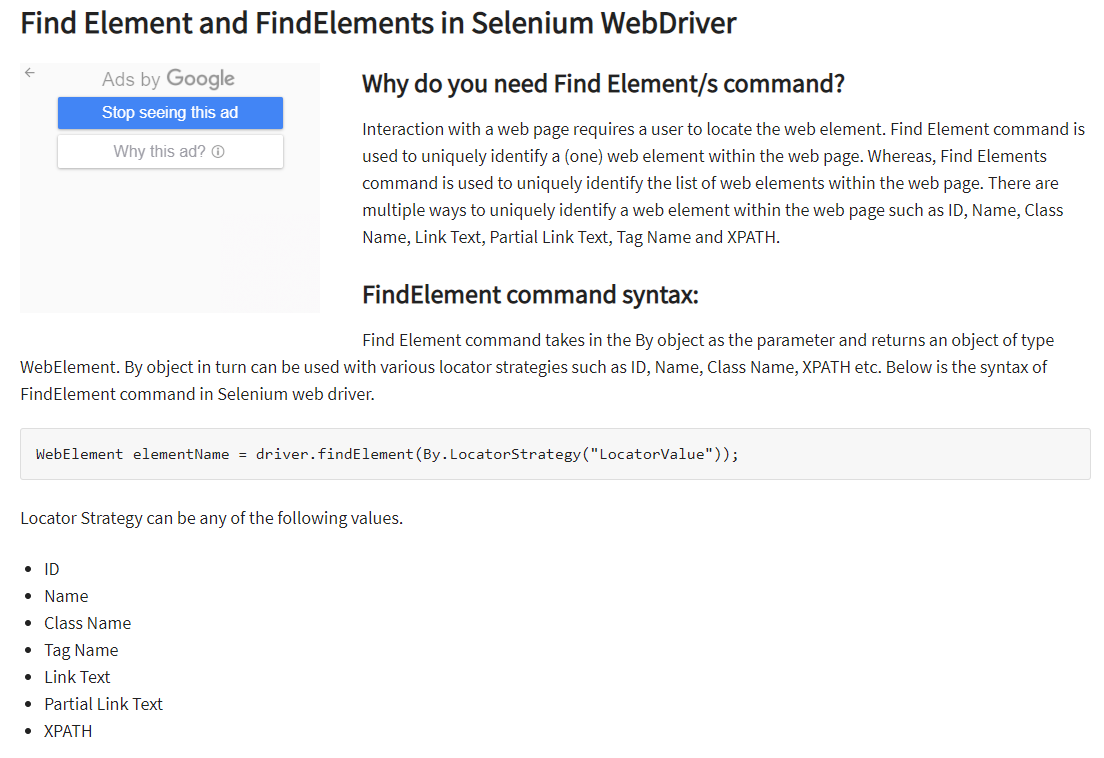 Find Element and FindElements in Selenium WebDriver
Ads by Google
Stop seeing this ad
Why this ad?
Why do you need Find Element/s command?
Interaction with a web page requires a user to locate the web element. Find Element command is
used to uniquely identify a (one) web element within the web page. Whereas, Find Elements
command is used to uniquely identify the list of web elements within the web page. There are
multiple ways to uniquely identify a web element within the web page such as ID, Name, Class
Name, Link Text, Partial Link Text, Tag Name and XPATH.
FindElement command syntax:
Find Element command takes in the By object as the parameter and returns an object of type
WebElement. By object in turn can be used with various locator strategies such as ID, Name, Class Name, XPATH etc. Below is the syntax of
FindElement command in Selenium web driver.
WebElement elementName = driver.findElement(By.LocatorStrategy("LocatorValue"));
Locator Strategy can be any of the following values.
• ID
• Name
• Class Name
• Tag Name
• Link Text
• Partial Link Text
• XPATH